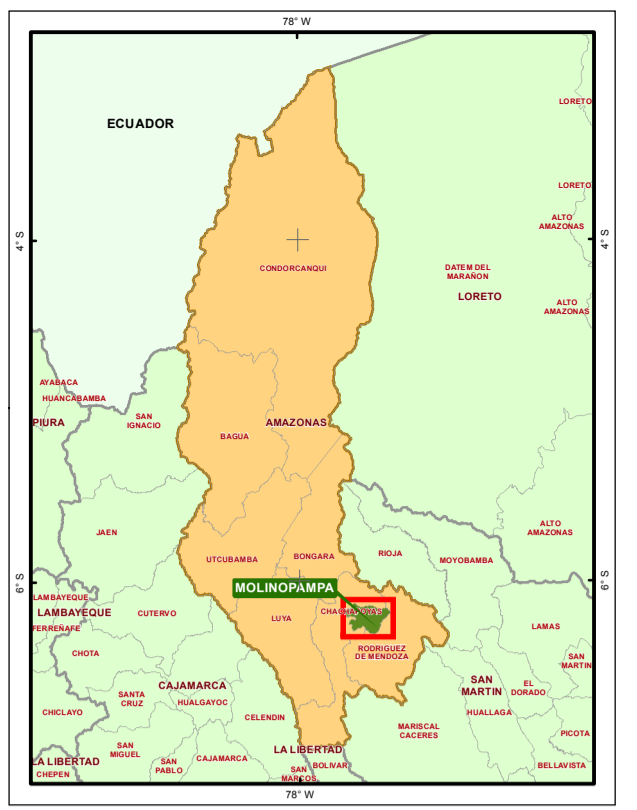 78° W
LORETO
ECUADOR
LORETO
ALTO
AMAZONAS
4° S
4° S
CONDORCANQUI
DATEM DEL
MARAÑON
LORETO
ALTO
AMAZONAS
AYABACA
HUANCABAMBA
SAN
IGNACIO
PIURA
AMAZONAS
BAGUA
JAEN
ALTO
AMAZONAS
UTCUBAMBA
BONGARA
RIOJA
MOYOBAMBA
6° S
6° S
MOLINOPAMPA
LAMBAYEQUE
LAMBAYEQUE
CUTERVO
LUYA
CHACHAPOYAS
FERREÑAFE
LAMAS
CHOTA
RODRIGUEZ
DE MENDOZA
SAN
MARTIN
CAJAMARCA
SAN
MARTIN
EL
DORADO
SANTA
CRUZ
HUALGAYOC
CHICLAYO
CELENDIN
HUALLAGA
MARISCAL
CACERES
PICOTA
SAN
MIGUEL
LA LIBERTAD
LA LIBERTAD
SAN
PABLO
CAJAMARCA
BOLIVAR
BELLAVISTA
CHEPEN
SAN
MARCOS
78° W